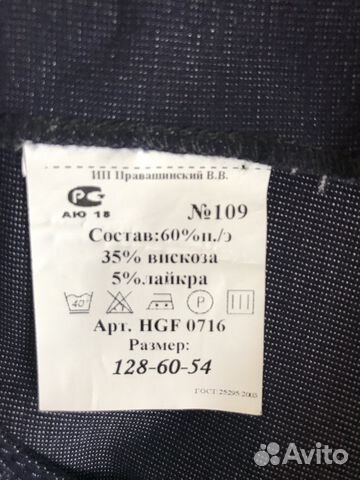 ИП Правашинский В.В.
РС
АЮ 18
№109
Состав:60%п./э
35% вискоза
5%лайкра
40°
P
Арт. HGF 0716
Размер:
128-60-54
ГОСТ 25295 2003
Avito